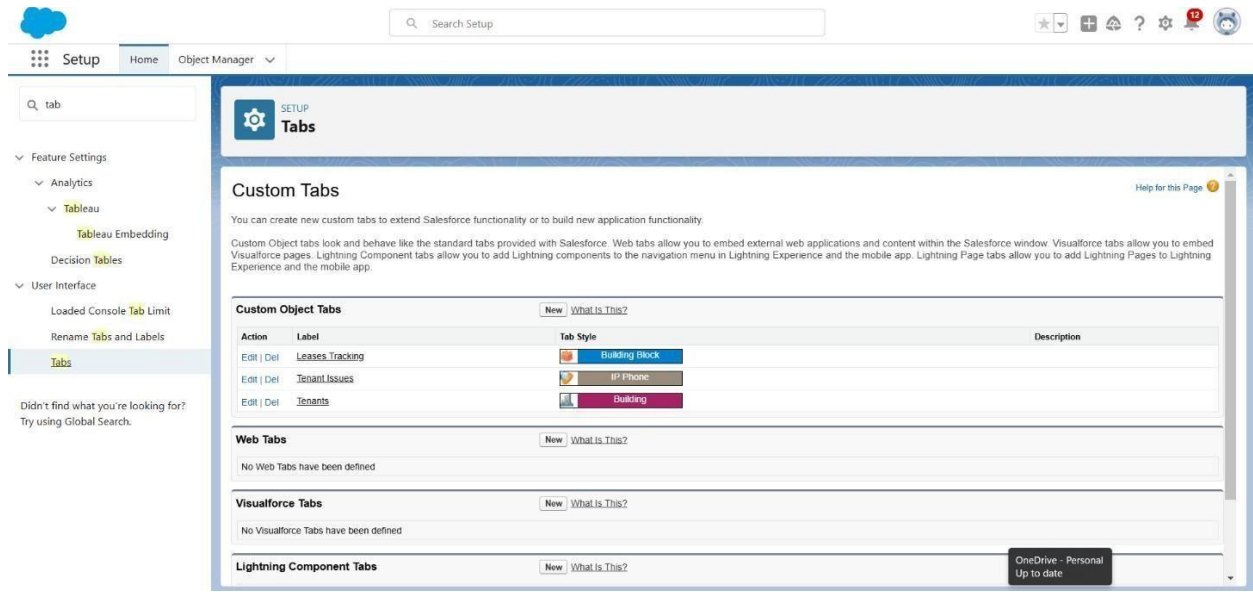 Search Setup
12
Setup
Home
Object Manager
tab
Feature Settings
Analytics
Tableau
Tableau Embedding
Decision Tables
User Interface
Loaded Console Tab Limit
Rename Tabs and Labels
Tabs
Didn't find what you're looking for?
Try using Global Search.
SETUP
Tabs
Custom Tabs
Help for this Page
You can create new custom tabs to extend Salesforce functionality or to build new application functionality.
Custom Object tabs look and behave like the standard tabs provided with Salesforce. Web tabs allow you to embed external web applications and content within the Salesforce window. Visualforce tabs allow you to embed
Visualforce pages. Lightning Component tabs allow you to add Lightning components to the navigation menu in Lightning Experience and the mobile app. Lightning Page tabs allow you to add Lightning Pages to Lightning
Experience and the mobile app.
Custom Object Tabs New What Is This?
Action Label Tab Style Description
Edit | Del Leases Tracking Building Block
Edit | Del Tenant Issues IP Phone
Edit | Del Tenants Building
Web Tabs New What Is This?
No Web Tabs have been defined
Visualforce Tabs New What Is This?
No Visualforce Tabs have been defined
Lightning Component Tabs New What Is This?
OneDrive - Personal
Up to date